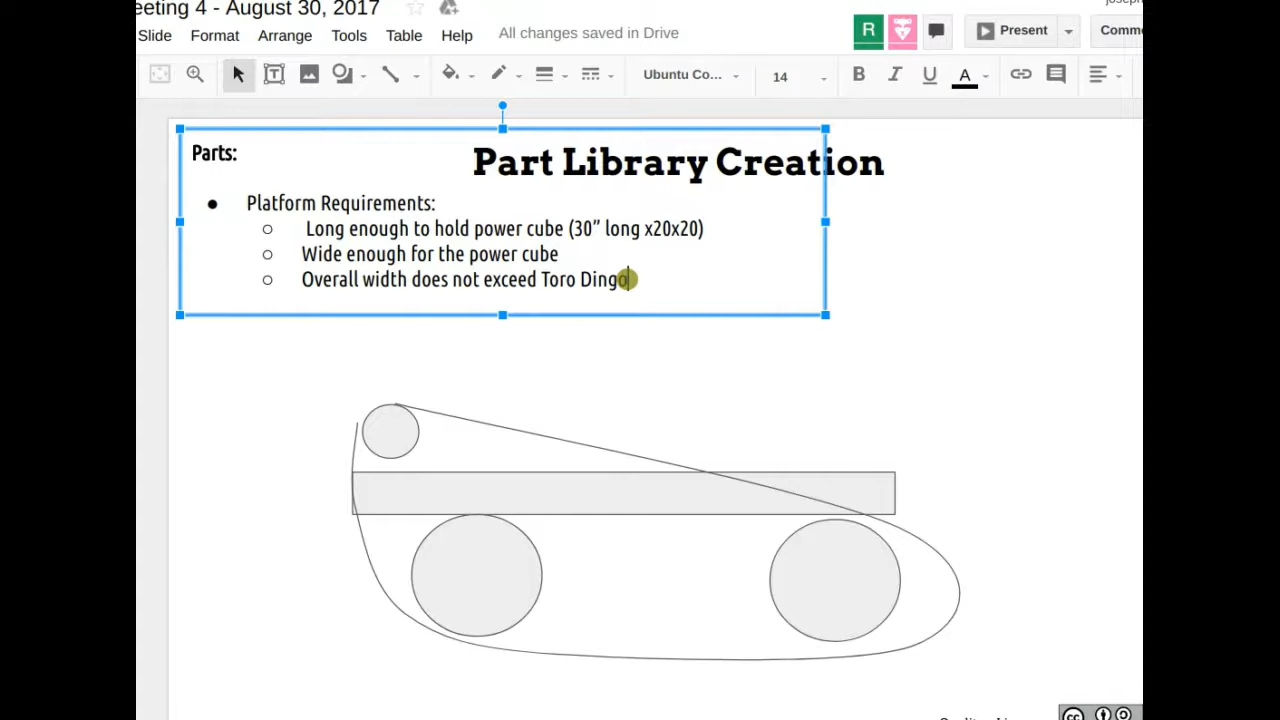 eeting 4 - August 30, 2017
Slide Format Arrange Tools Table Help All changes saved in Drive
R Present Comme
Ubuntu Co... 14 B I U A
Parts:
Part Library Creation
● Platform Requirements:
○ Long enough to hold power cube (30” long x20x20)
○ Wide enough for the power cube
○ Overall width does not exceed Toro Dingo